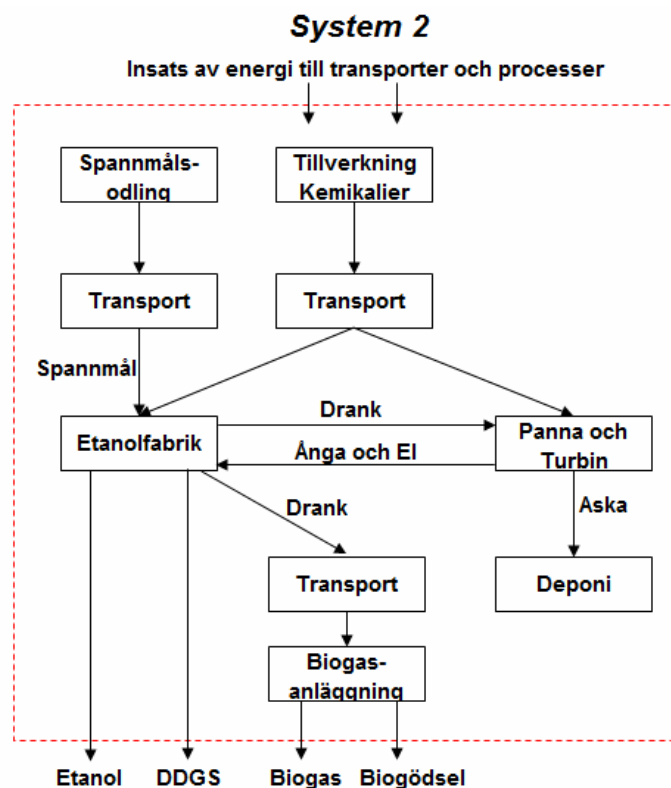 System 2
Insats av energi till transporter och processer
Spannmåls-
odling
Tillverkning
Kemikalier
Transport
Transport
Spannmål
Etanolfabrik
Drank
Ånga och El
Panna och
Turbin
Drank
Aska
Transport
Deponi
Biogas-
anläggning
Etanol
DDGS
Biogas
Biogödsel